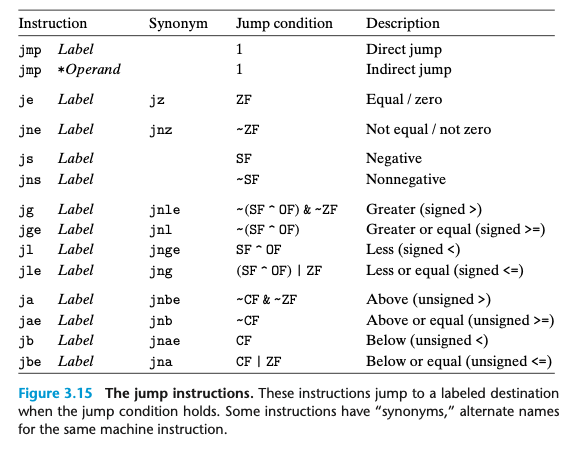 Instruction Synonym Jump condition Description
jmp Label 1 Direct jump
jmp *Operand 1 Indirect jump
je Label jz ZF Equal / zero
jne Label jnz ~ZF Not equal / not zero
js Label SF Negative
jns Label ~SF Nonnegative
jg Label jnle ~(SF ^ OF) & ~ZF Greater (signed >)
jge Label jnl ~(SF ^ OF) Greater or equal (signed >=)
jl Label jnge SF ^ OF Less (signed <)
jle Label jng (SF ^ OF) | ZF Less or equal (signed <=)
ja Label jnbe ~CF & ~ZF Above (unsigned >)
jae Label jnb ~CF Above or equal (unsigned >=)
jb Label jnae CF Below (unsigned <)
jbe Label jna CF | ZF Below or equal (unsigned <=)
Figure 3.15 The jump instructions. These instructions jump to a labeled destination
when the jump condition holds. Some instructions have “synonyms,” alternate names
for the same machine instruction.